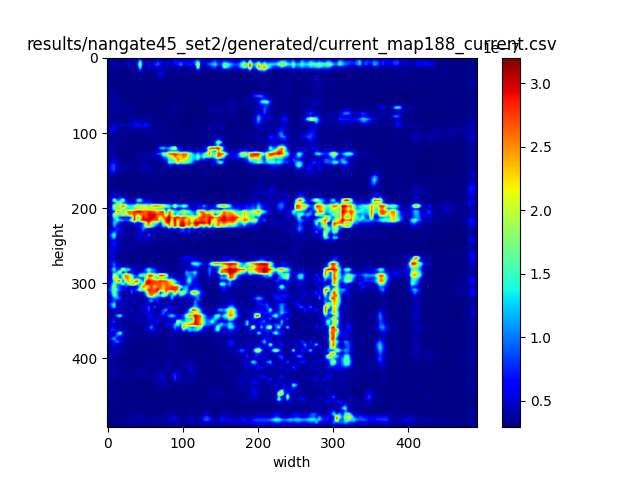 results/nangate45_set2/generated/current_map188_current.csv
1e−7
0
100
200
300
400
height
0 100 200 300 400
width
3.0
2.5
2.0
1.5
1.0
0.5